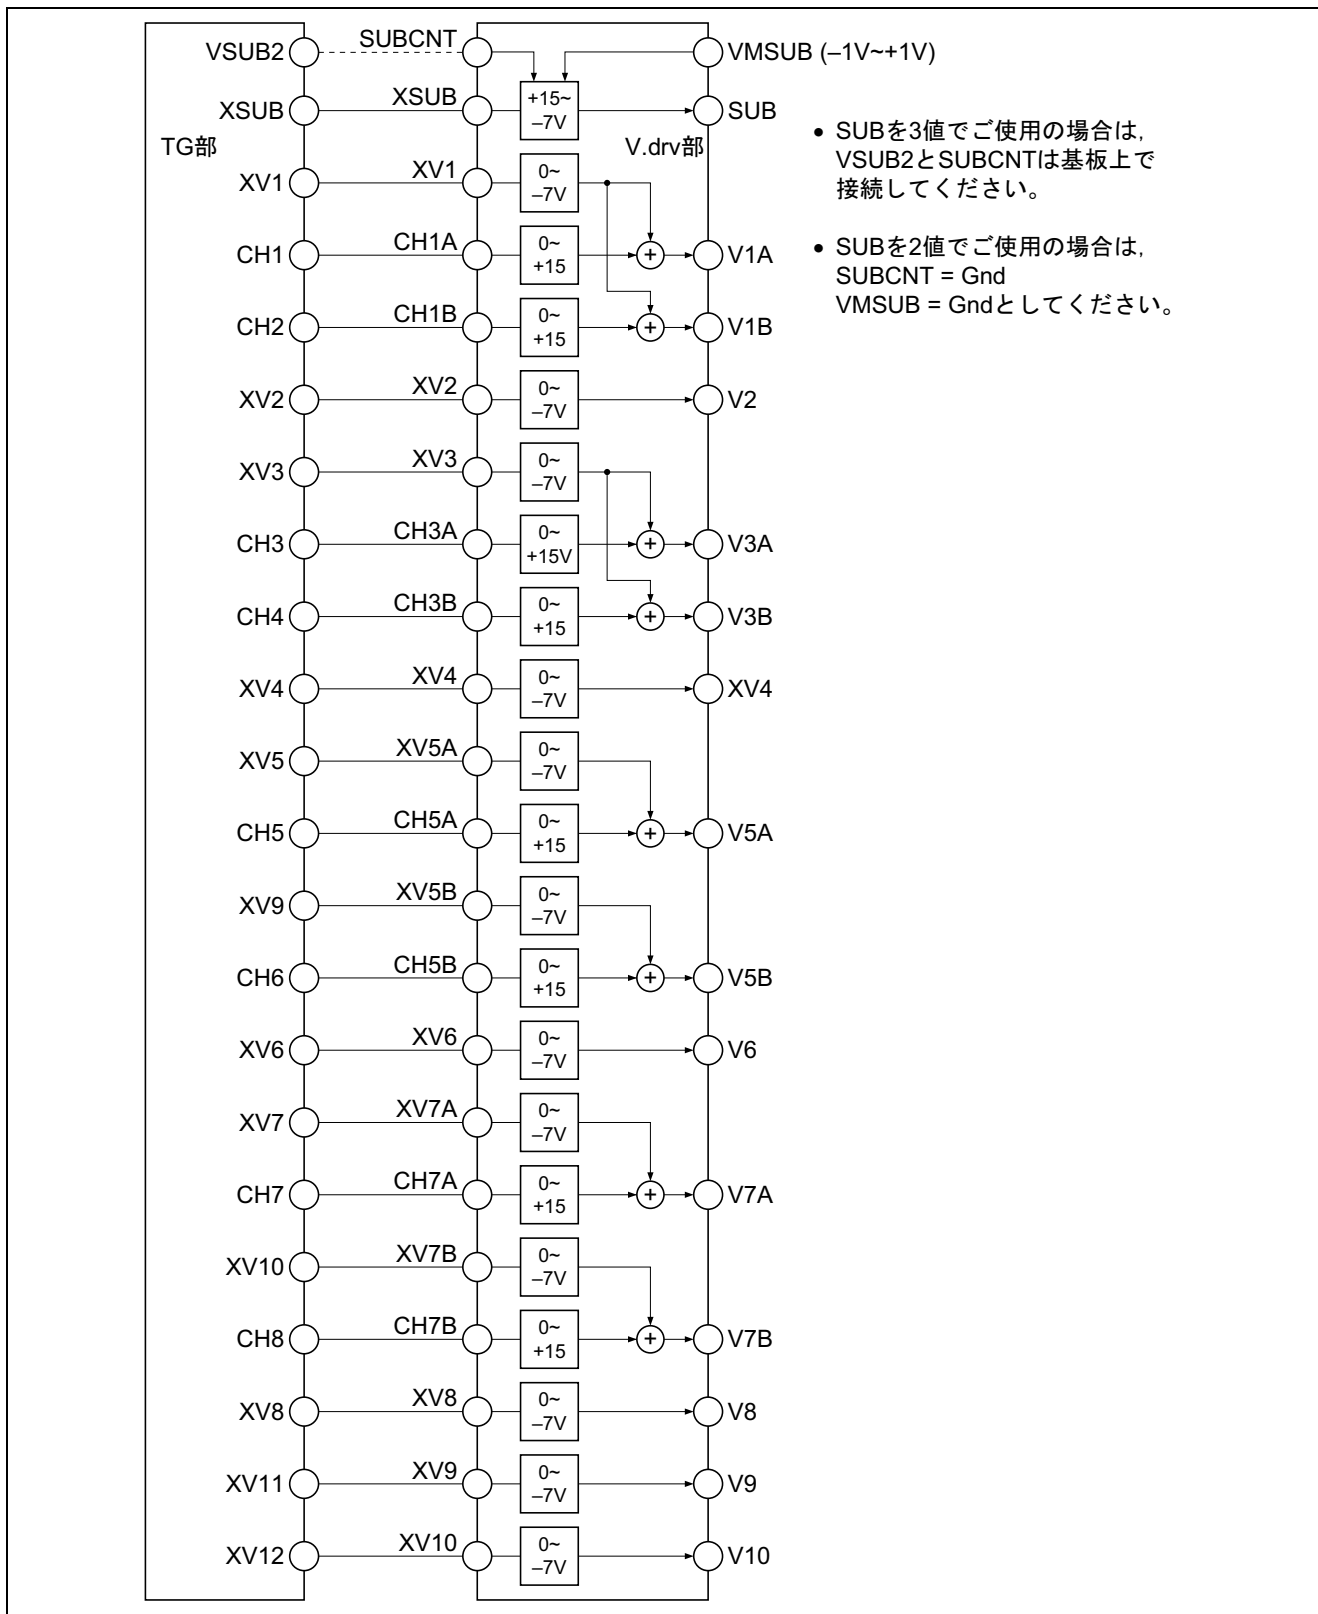 VSUB2 SUBCNT VMSUB (–1V~+1V)
XSUB XSUB +15~ –7V SUB
TG部 V.drv部
XV1 XV1 0~ –7V
CH1 CH1A 0~ +15 + V1A
CH2 CH1B 0~ +15 + V1B
XV2 XV2 0~ –7V V2
XV3 XV3 0~ –7V
CH3 CH3A 0~ +15V + V3A
CH4 CH3B 0~ +15 + V3B
XV4 XV4 0~ –7V XV4
XV5 XV5A 0~ –7V
CH5 CH5A 0~ +15 + V5A
XV9 XV5B 0~ –7V
CH6 CH5B 0~ +15 + V5B
XV6 XV6 0~ –7V V6
XV7 XV7A 0~ –7V
CH7 CH7A 0~ +15 + V7A
XV10 XV7B 0~ –7V
CH8 CH7B 0~ +15 + V7B
XV8 XV8 0~ –7V V8
XV11 XV9 0~ –7V V9
XV12 XV10 0~ –7V V10
• SUBを3値でご使用の場合は,
VSUB2とSUBCNTは基板上で
接続してください。
• SUBを2値でご使用の場合は,
SUBCNT = Gnd
VMSUB = Gndとしてください。